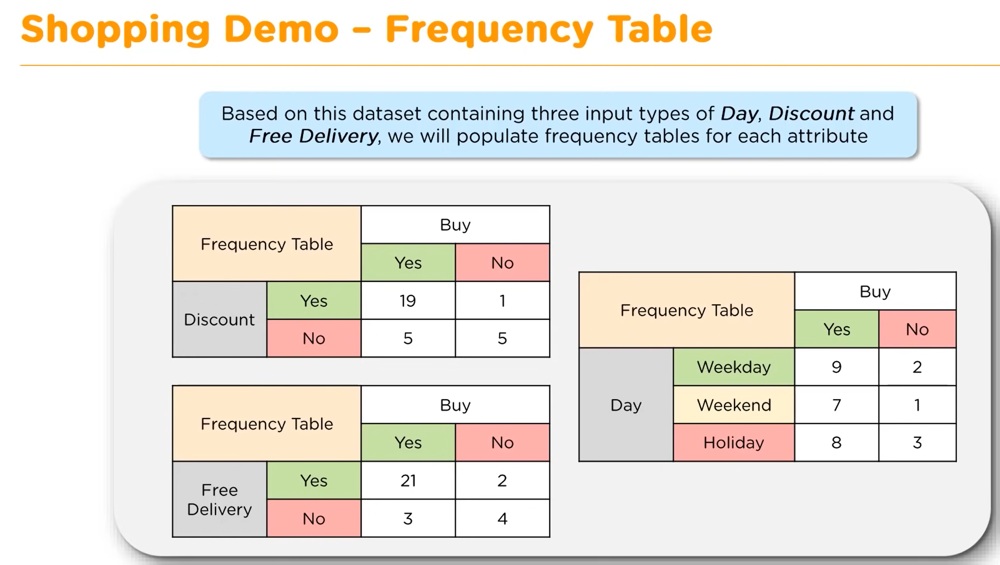 Shopping Demo – Frequency Table
Based on this dataset containing three input types of Day, Discount and
Free Delivery, we will populate frequency tables for each attribute
Frequency Table
Buy
Yes No
Discount
Yes 19 1
No 5 5
Frequency Table
Buy
Yes No
Free
Delivery
Yes 21 2
No 3 4
Frequency Table
Buy
Yes No
Day
Weekday 9 2
Weekend 7 1
Holiday 8 3